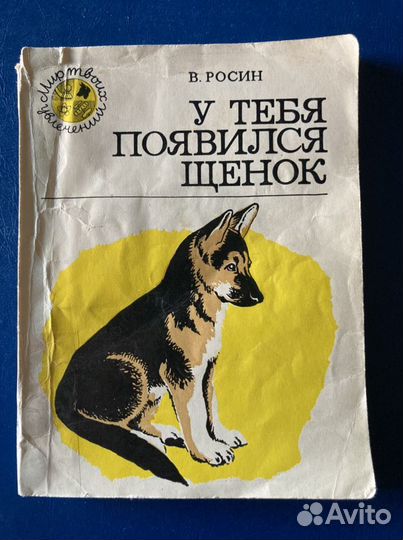 Мир твоих
увлечений
В. РОСИН
У ТЕБЯ
ПОЯВИЛСЯ
ЩЕНОК
Avito